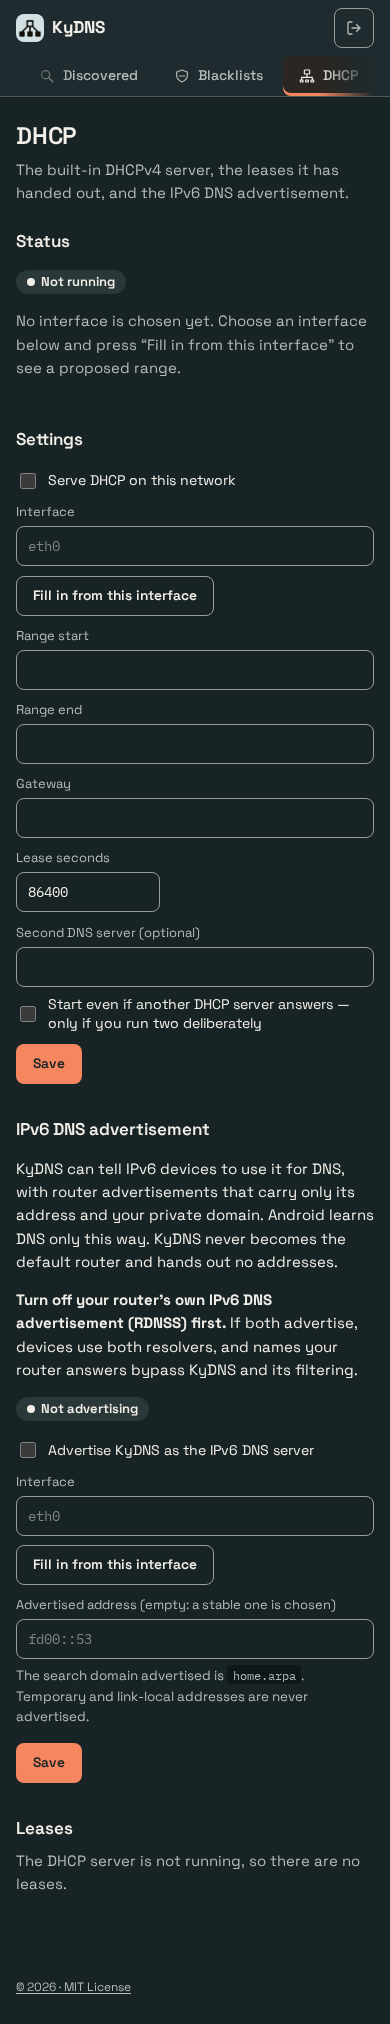 KyDNS
Discovered
Blacklists
DHCP
DHCP
The built-in DHCPv4 server, the leases it has
handed out, and the IPv6 DNS advertisement.
Status
Not running
No interface is chosen yet. Choose an interface
below and press “Fill in from this interface” to
see a proposed range.
Settings
Serve DHCP on this network
Interface
eth0
Fill in from this interface
Range start
Range end
Gateway
Lease seconds
86400
Second DNS server (optional)
Start even if another DHCP server answers —
only if you run two deliberately
Save
IPv6 DNS advertisement
KyDNS can tell IPv6 devices to use it for DNS,
with router advertisements that carry only its
address and your private domain. Android learns
DNS only this way. KyDNS never becomes the
default router and hands out no addresses.
Turn off your router’s own IPv6 DNS
advertisement (RDNSS) first. If both advertise,
devices use both resolvers, and names your
router answers bypass KyDNS and its filtering.
Not advertising
Advertise KyDNS as the IPv6 DNS server
Interface
eth0
Fill in from this interface
Advertised address (empty: a stable one is chosen)
fd00::53
The search domain advertised is home.arpa.
Temporary and link-local addresses are never
advertised.
Save
Leases
The DHCP server is not running, so there are no
leases.
© 2026 · MIT License